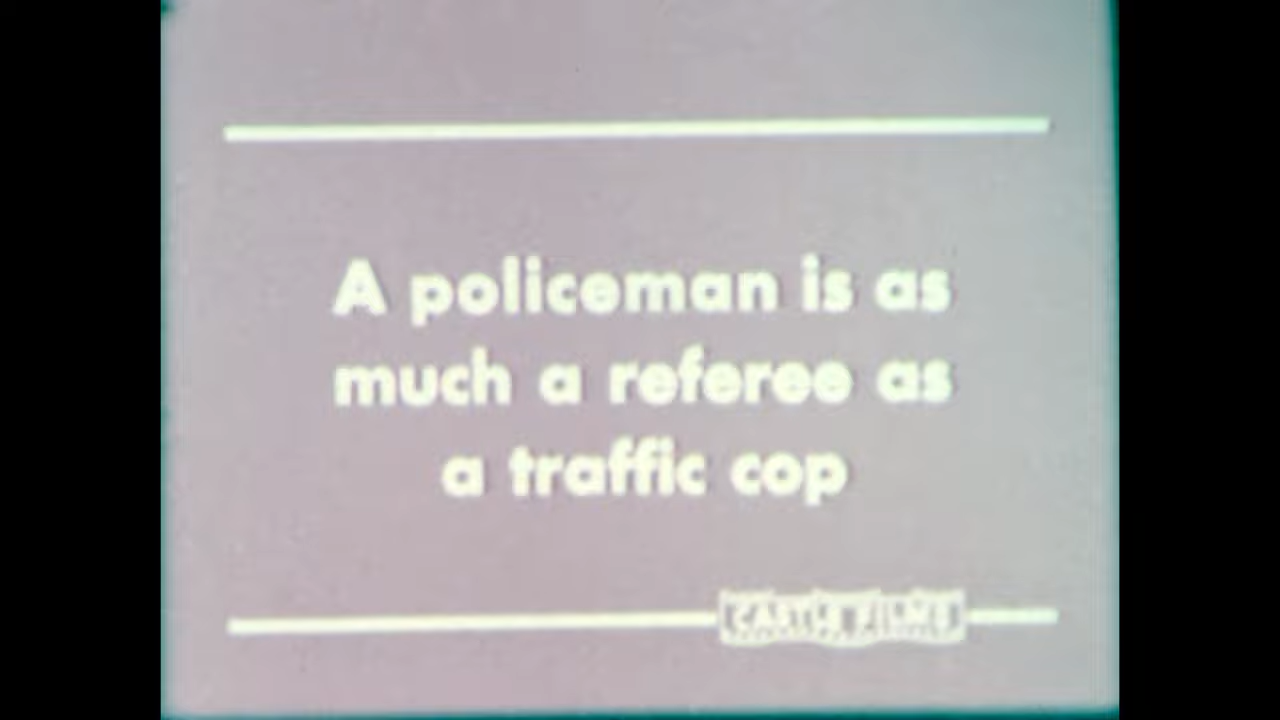 A policeman is as
much a referee as
a traffic cop
CASTLE FILMS